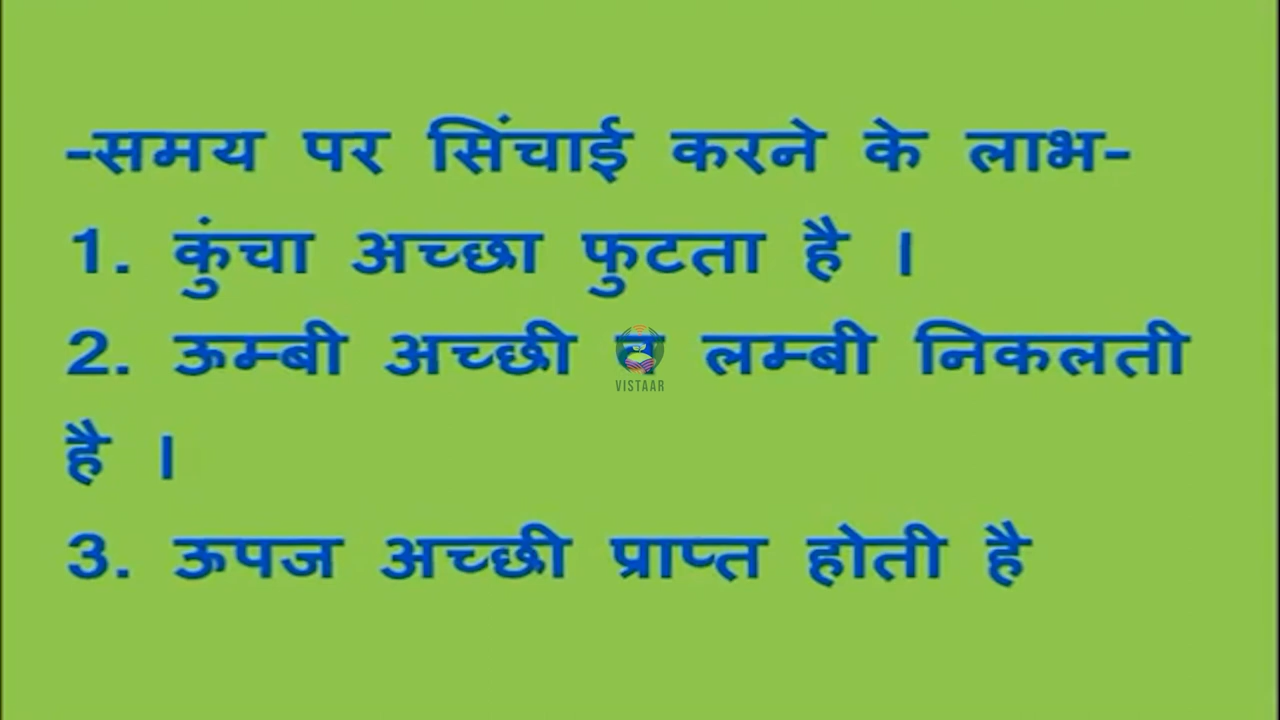 -समय पर सिंचाई करने के लाभ-
1. कुंचा अच्छा फुटता है ।
2. ऊम्बी अच्छी लम्बी निकलती
है ।
3. ऊपज अच्छी प्राप्त होती है
VISTAAR